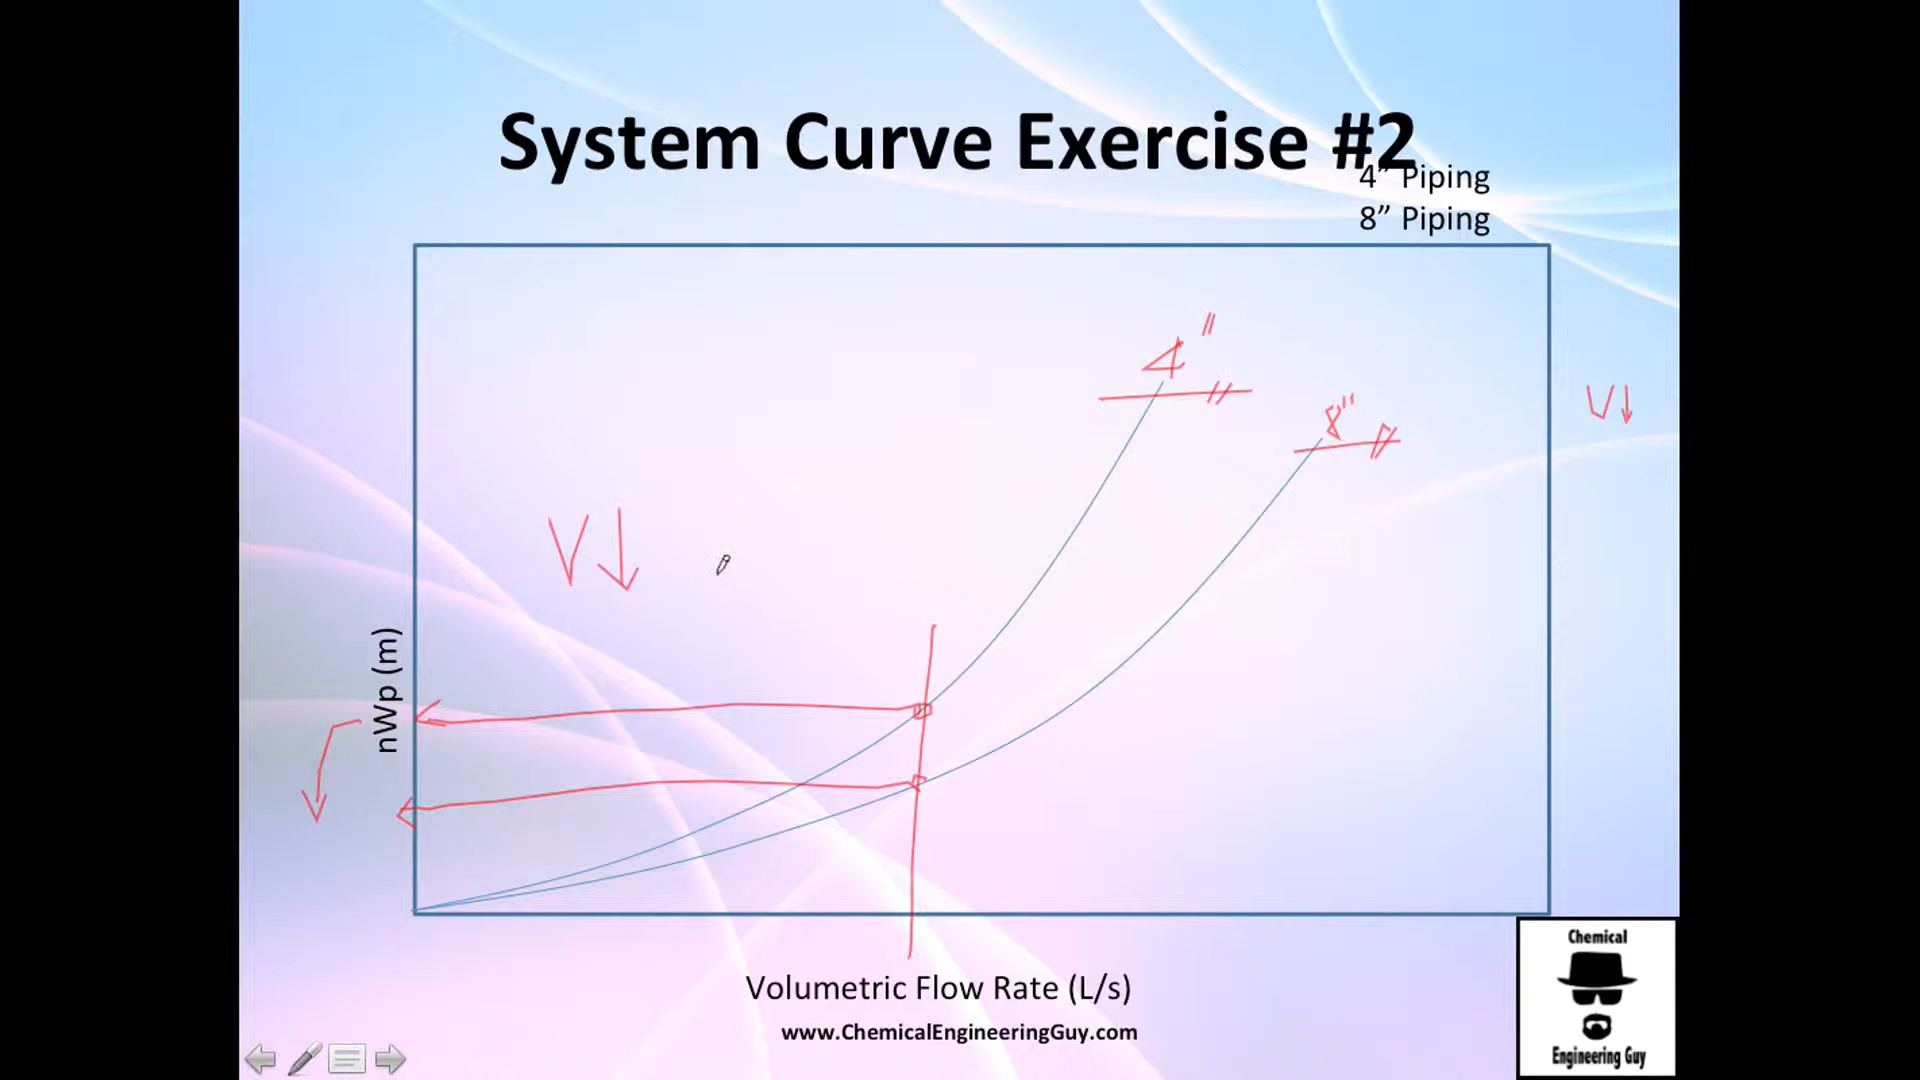 System Curve Exercise #2
4” Piping
8” Piping
4"
8"
V↓
V↓
nWp (m)
Volumetric Flow Rate (L/s)
www.ChemicalEngineeringGuy.com
Chemical
Engineering Guy